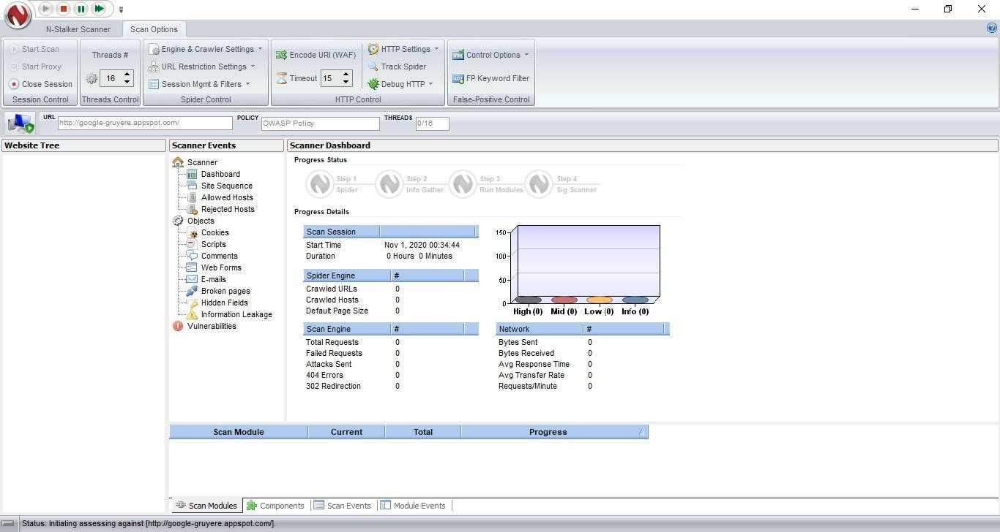 N-Stalker Scanner Scan Options
Start Scan
Start Proxy
Close Session
Session Control
Threads #
16
Threads Control
Engine & Crawler Settings
URL Restriction Settings
Session Mgmt & Filters
Spider Control
Encode URI (WAF)
Timeout 15
HTTP Settings
Track Spider
Debug HTTP
HTTP Control
Control Options
FP Keyword Filter
False-Positive Control
URL http://google-gruyere.appspot.com/ POLICY OWASP Policy THREADS 0/16
Website Tree
Scanner Events
Scanner
Dashboard
Site Sequence
Allowed Hosts
Rejected Hosts
Objects
Cookies
Scripts
Comments
Web Forms
E-mails
Broken pages
Hidden Fields
Information Leakage
Vulnerabilities
Scanner Dashboard
Progress Status
Step 1
Spider
Step 2
Info Gather
Step 3
Run Modules
Step 4
Sig Scanner
Progress Details
Scan Session
Start Time Nov 1, 2020 00:34:44
Duration 0 Hours 0 Minutes
Spider Engine #
Crawled URLs 0
Crawled Hosts 0
Default Page Size 0
Scan Engine #
Total Requests 0
Failed Requests 0
Attacks Sent 0
404 Errors 0
302 Redirection 0
150
100
50
0
High (0) Mid (0) Low (0) Info (0)
Network #
Bytes Sent 0
Bytes Received 0
Avg Response Time 0
Avg Transfer Rate 0
Requests/Minute 0
Scan Module Current Total Progress
Scan Modules Components Scan Events Module Events
Status: Initiating assessing against [http://google-gruyere.appspot.com/].